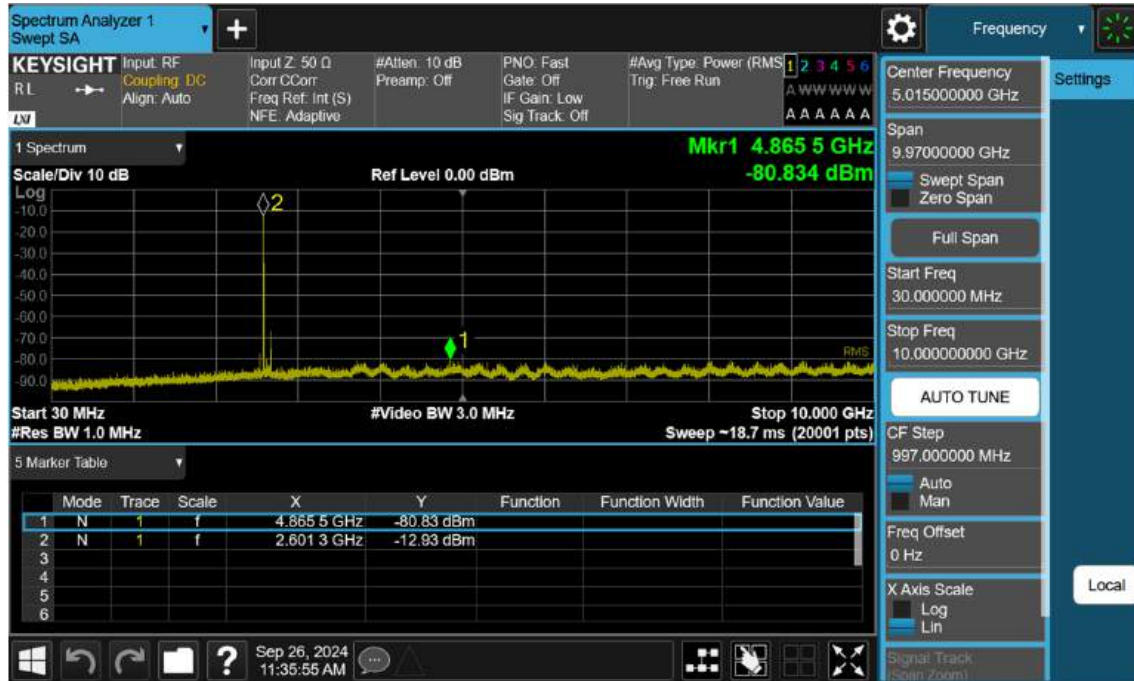 Spectrum Analyzer 1
Swept SA
+
Frequency
KEYSIGHT
R L
LXI
Input: RF
Coupling: DC
Align: Auto
Input Z: 50 Ω
Corr CCorr
Freq Ref: Int (S)
NFE: Adaptive
#Atten: 10 dB
Preamp: Off
PNO: Fast
Gate: Off
IF Gain: Low
Sig Track: Off
#Avg Type: Power (RMS
Trig: Free Run
1 2 3 4 5 6
A W W W W W
A A A A A A
1 Spectrum
Mkr1 4.865 5 GHz
-80.834 dBm
Scale/Div 10 dB
Ref Level 0.00 dBm
Log
-10.0
-20.0
-30.0
-40.0
-50.0
-60.0
-70.0
-80.0
-90.0
2
1
RMS
Start 30 MHz
#Video BW 3.0 MHz
Stop 10.000 GHz
#Res BW 1.0 MHz
Sweep ~18.7 ms (20001 pts)
5 Marker Table
Mode Trace Scale X Y Function Function Width Function Value
1 N 1 f 4.865 5 GHz -80.83 dBm
2 N 1 f 2.601 3 GHz -12.93 dBm
3
4
5
6
?
Sep 26, 2024
11:35:55 AM
Center Frequency
5.015000000 GHz
Span
9.97000000 GHz
Swept Span
Zero Span
Full Span
Start Freq
30.000000 MHz
Stop Freq
10.000000000 GHz
AUTO TUNE
CF Step
997.000000 MHz
Auto
Man
Freq Offset
0 Hz
X Axis Scale
Log
Lin
Signal Track
(Span Zoom)
Settings
Local